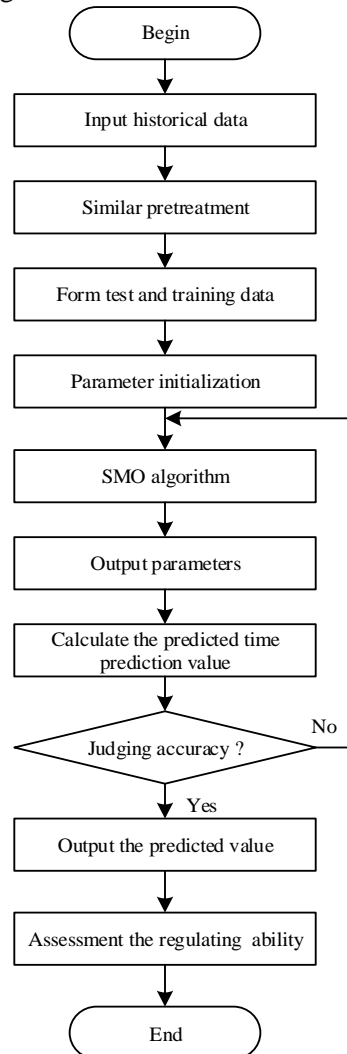 Begin
Input historical data
Similar pretreatment
Form test and training data
Parameter initialization
SMO algorithm
Output parameters
Calculate the predicted time
prediction value
Judging accuracy ?
No
Yes
Output the predicted value
Assessment the regulating ability
End